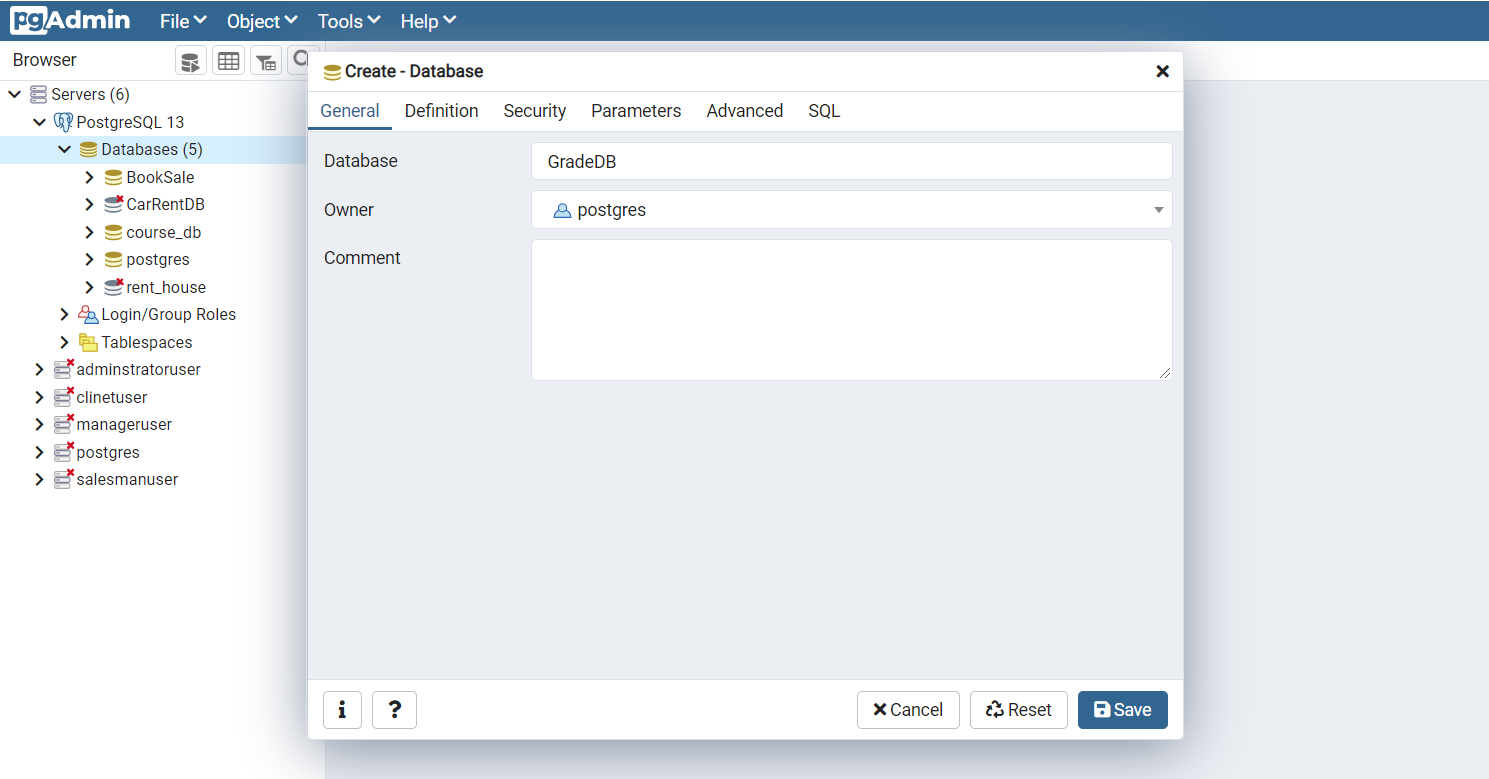 pgAdmin File Object Tools Help
Browser
Servers (6)
PostgreSQL 13
Databases (5)
BookSale
CarRentDB
course_db
postgres
rent_house
Login/Group Roles
Tablespaces
adminstratoruser
clinetuser
manageruser
postgres
salesmanuser
Create - Database
General Definition Security Parameters Advanced SQL
Database GradeDB
Owner postgres
Comment
i ? Cancel Reset Save